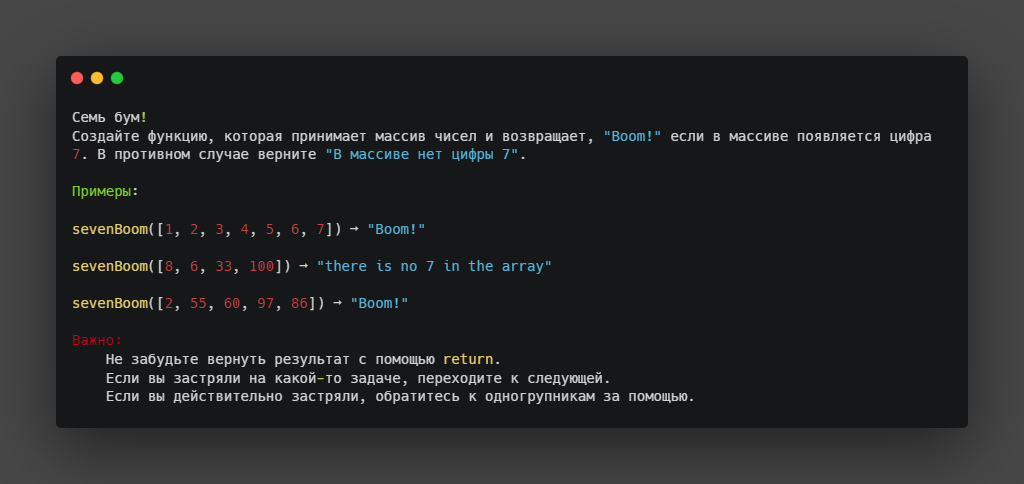 Семь бум!
Создайте функцию, которая принимает массив чисел и возвращает, "Boom!" если в массиве появляется цифра
7. В противном случае верните "В массиве нет цифры 7".
Примеры:
sevenBoom([1, 2, 3, 4, 5, 6, 7]) → "Boom!"
sevenBoom([8, 6, 33, 100]) → "there is no 7 in the array"
sevenBoom([2, 55, 60, 97, 86]) → "Boom!"
Важно:
Не забудьте вернуть результат с помощью return.
Если вы застряли на какой-то задаче, переходите к следующей.
Если вы действительно застряли, обратитесь к одногрупникам за помощью.